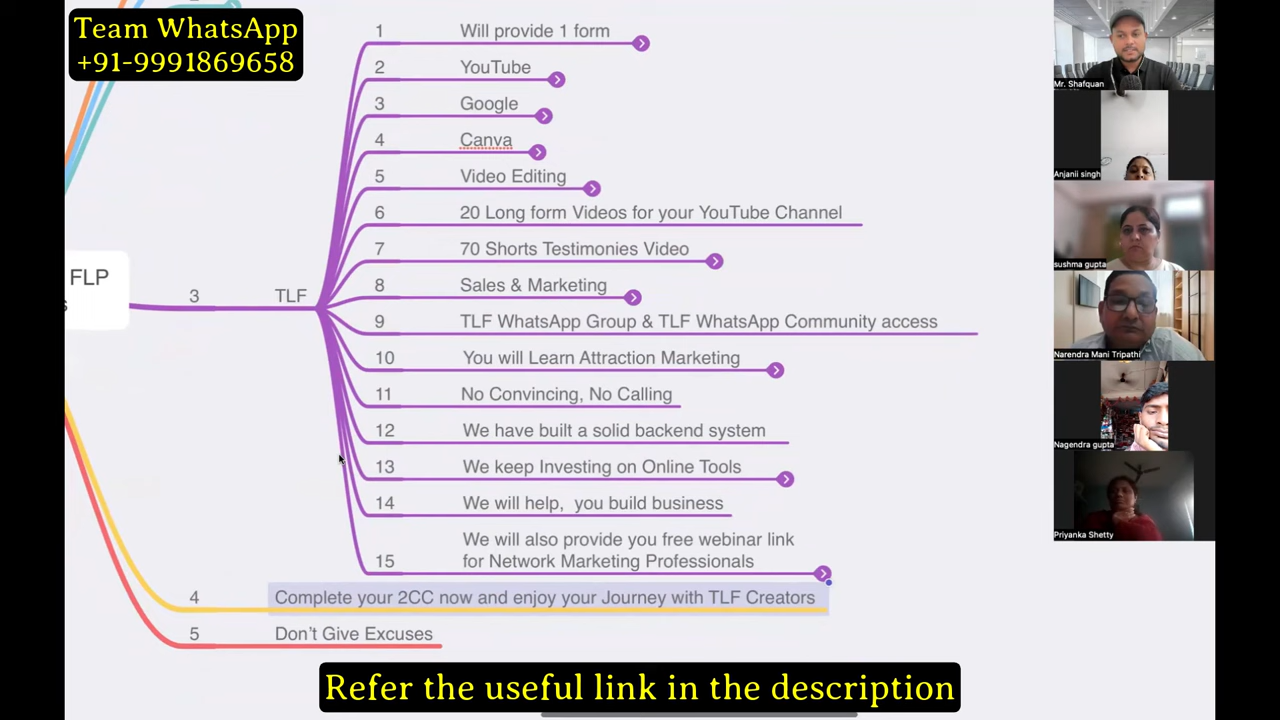 Team WhatsApp
+91-9991869658
1 Will provide 1 form
2 YouTube
3 Google
4 Canva
5 Video Editing
6 20 Long form Videos for your YouTube Channel
7 70 Shorts Testimonies Video
8 Sales & Marketing
9 TLF WhatsApp Group & TLF WhatsApp Community access
10 You will Learn Attraction Marketing
11 No Convincing, No Calling
12 We have built a solid backend system
13 We keep Investing on Online Tools
14 We will help, you build business
15 We will also provide you free webinar link
for Network Marketing Professionals
FLP
3 TLF
4 Complete your 2CC now and enjoy your Journey with TLF Creators
5 Don't Give Excuses
Mr. Shafquan
Anjanii singh
sushma gupta
Narendra Mani Tripathi
Nagendra gupta
Priyanka Shetty
Refer the useful link in the description